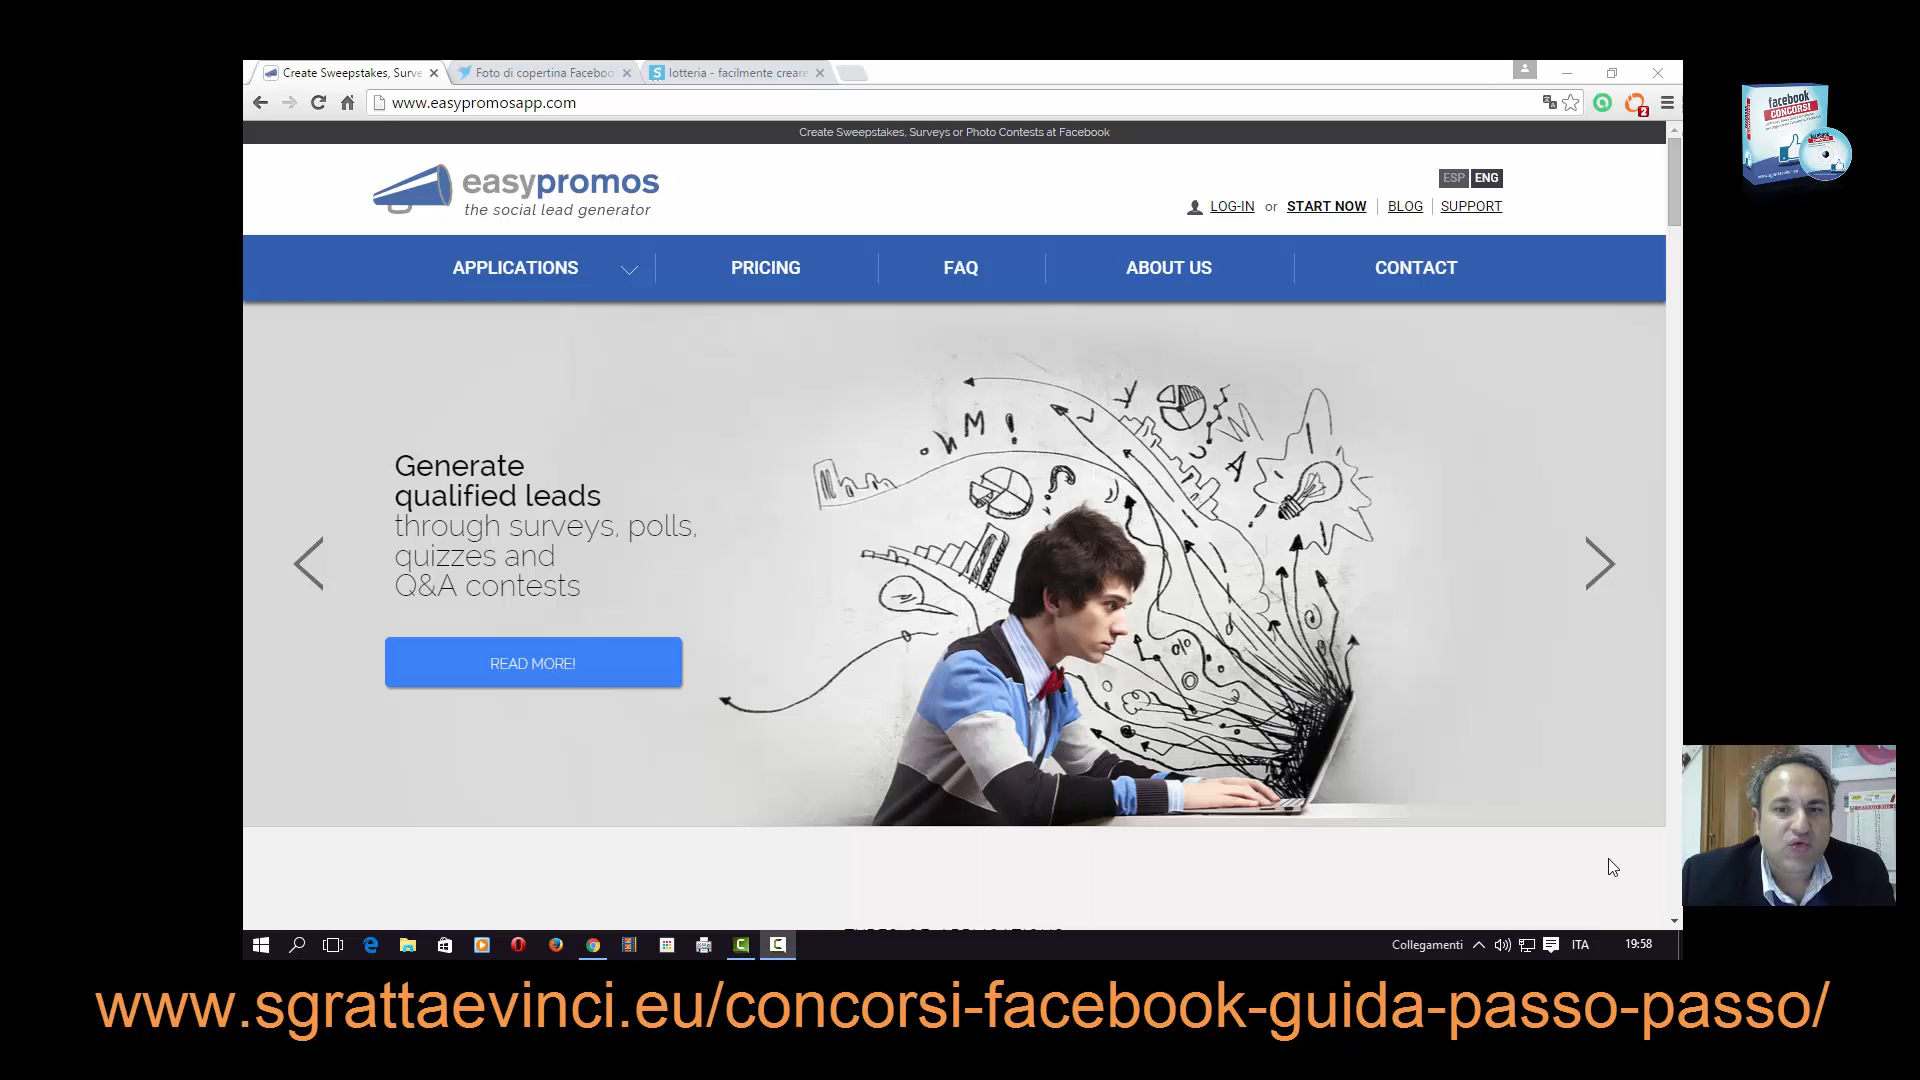 Create Sweepstakes, Surve
Foto di copertina Faceboo
lotteria - facilmente creare
www.easypromosapp.com
2
Create Sweepstakes, Surveys or Photo Contests at Facebook
easypromos
the social lead generator
ESP ENG
LOG-IN or START NOW BLOG SUPPORT
APPLICATIONS PRICING FAQ ABOUT US CONTACT
Generate
qualified leads
through surveys, polls,
quizzes and
Q&A contests
READ MORE!
facebook
CONCORSI
Collegamenti ITA 19:58
www.sgrattaevinci.eu/concorsi-facebook-guida-passo-passo/